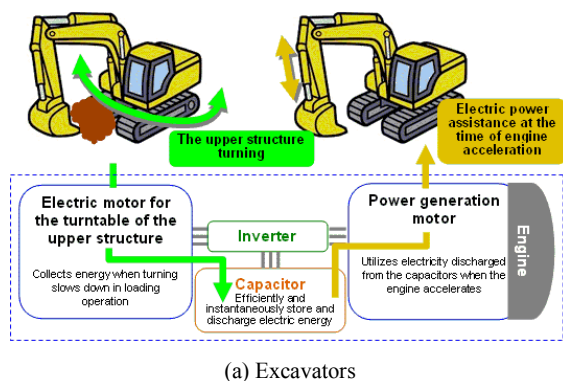 The upper structure
turning
Electric power
assistance at the
time of engine
acceleration
Electric motor for
the turntable of the
upper structure
Collects energy when turning
slows down in loading
operation
Inverter
Capacitor
Efficiently and
instantaneously store and
discharge electric energy
Power generation
motor
Utilizes electricity discharged
from the capacitors when the
engine accelerates
Engine
(a) Excavators